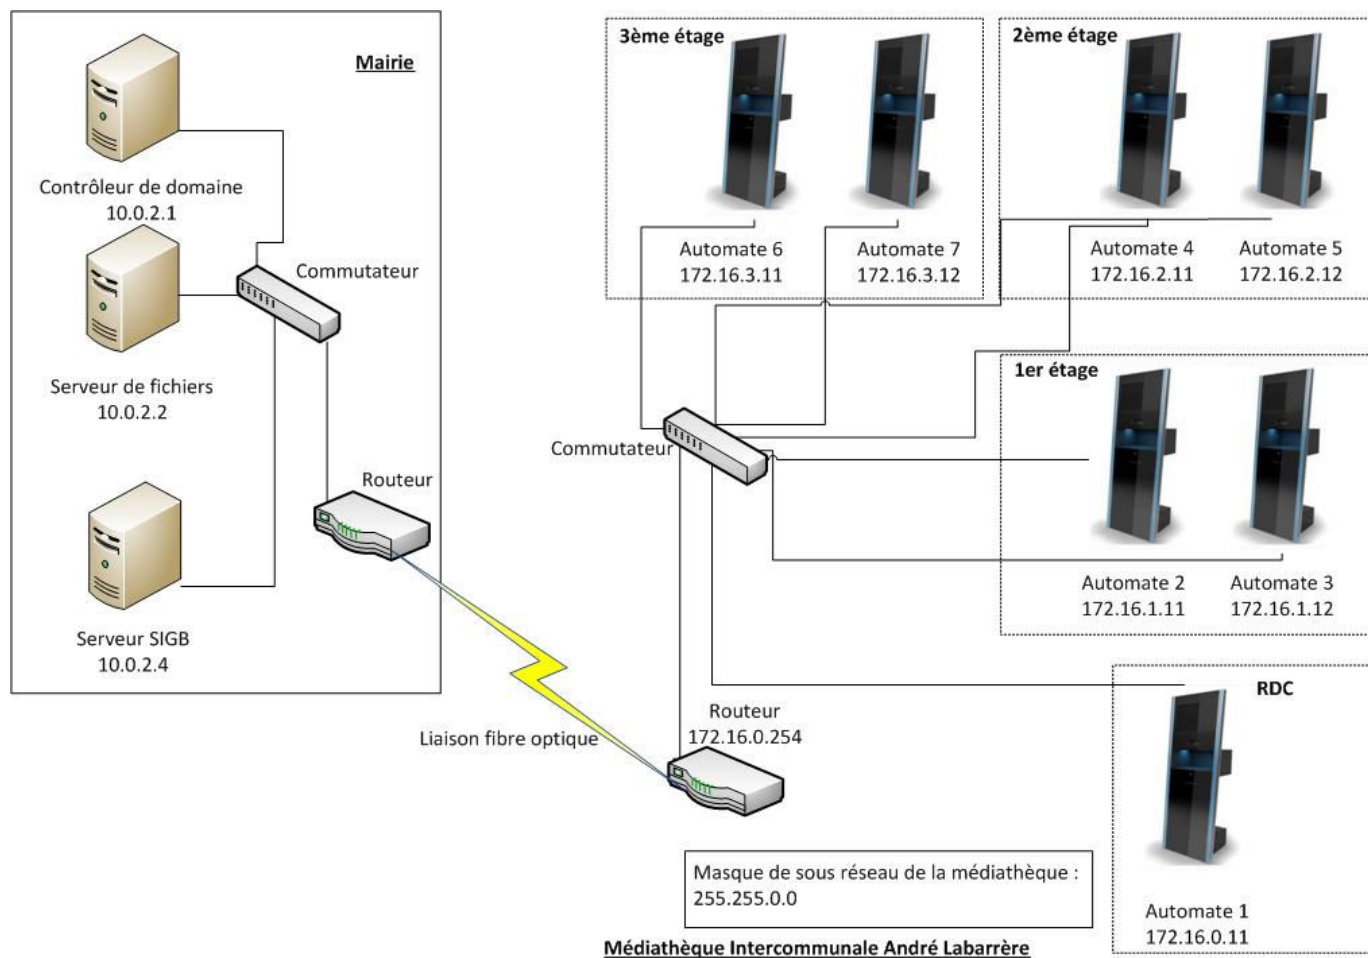 Mairie
Contrôleur de domaine
10.0.2.1
Commutateur
Serveur de fichiers
10.0.2.2
Routeur
Serveur SIGB
10.0.2.4
Liaison fibre optique
3ème étage
Automate 6
172.16.3.11
Automate 7
172.16.3.12
2ème étage
Automate 4
172.16.2.11
Automate 5
172.16.2.12
Commutateur
1er étage
Automate 2
172.16.1.11
Automate 3
172.16.1.12
RDC
Automate 1
172.16.0.11
Routeur
172.16.0.254
Masque de sous réseau de la médiathèque :
255.255.0.0
Médiathèque Intercommunale André Labarrère